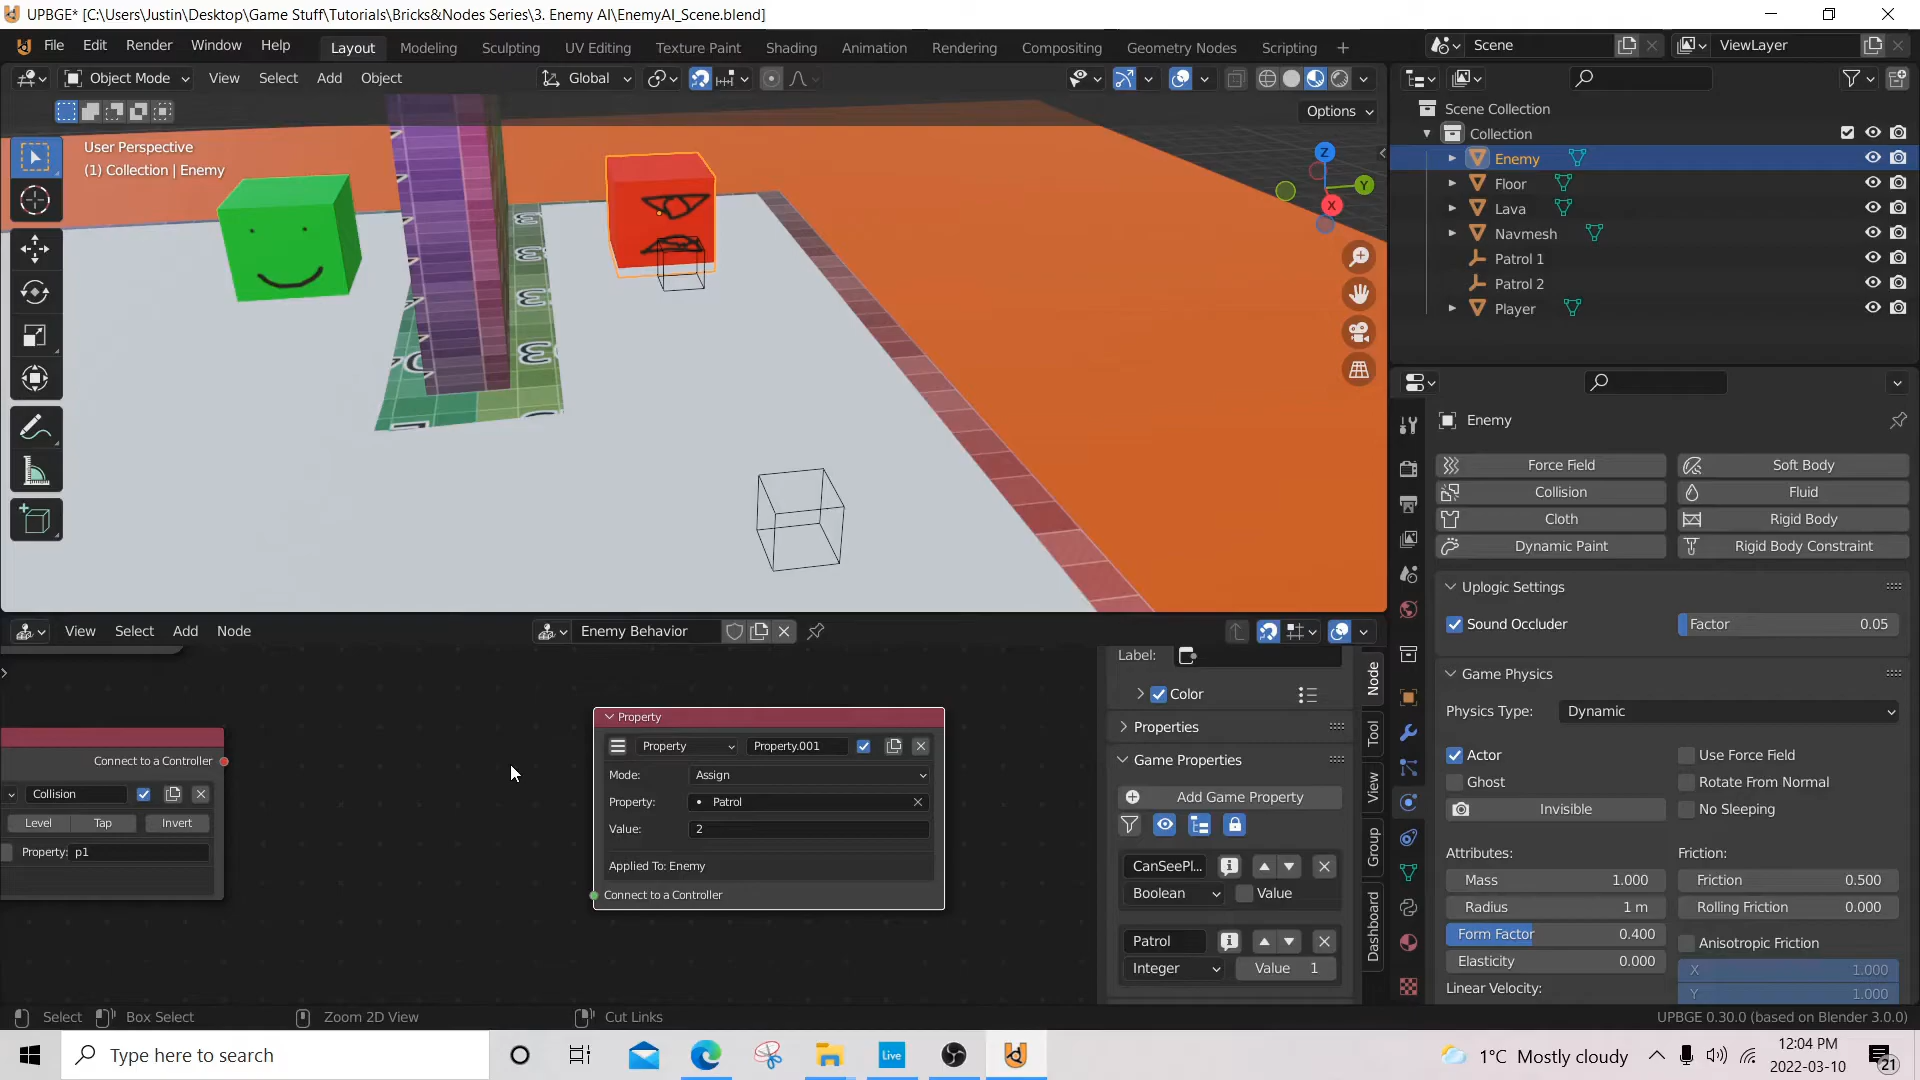 UPBGE* [C:\Users\Justin\Desktop\Game Stuff\Tutorials\Bricks&Nodes Series\3. Enemy AI\EnemyAI_Scene.blend]
File Edit Render Window Help Layout Modeling Sculpting UV Editing Texture Paint Shading Animation Rendering Compositing Geometry Nodes Scripting + Scene ViewLayer
Object Mode View Select Add Object Global
Options
User Perspective
(1) Collection | Enemy
Z
Y
X
Scene Collection
Collection
Enemy
Floor
Lava
Navmesh
Patrol 1
Patrol 2
Player
Enemy
Force Field Soft Body
Collision Fluid
Cloth Rigid Body
Dynamic Paint Rigid Body Constraint
Uplogic Settings
Sound Occluder Factor 0.05
Game Physics
Physics Type: Dynamic
Actor Use Force Field
Ghost Rotate From Normal
Invisible No Sleeping
Attributes: Friction:
Mass 1.000 Friction 0.500
Radius 1 m Rolling Friction 0.000
Form Factor 0.400 Anisotropic Friction
Elasticity 0.000 X 1.000
Linear Velocity: Y 1.000
View Select Add Node Enemy Behavior
Connect to a Controller
Collision
Level Tap Invert
Property: p1
Property
Property Property.001
Mode: Assign
Property: Patrol
Value: 2
Applied To: Enemy
Connect to a Controller
Label:
Color
Properties
Game Properties
Add Game Property
CanSeePl...
Boolean Value
Patrol
Integer Value 1
Node
Tool
View
Group
Dashboard
Select Box Select Zoom 2D View Cut Links UPBGE 0.30.0 (based on Blender 3.0.0)
Type here to search Live 1°C Mostly cloudy 12:04 PM
2022-03-10 21